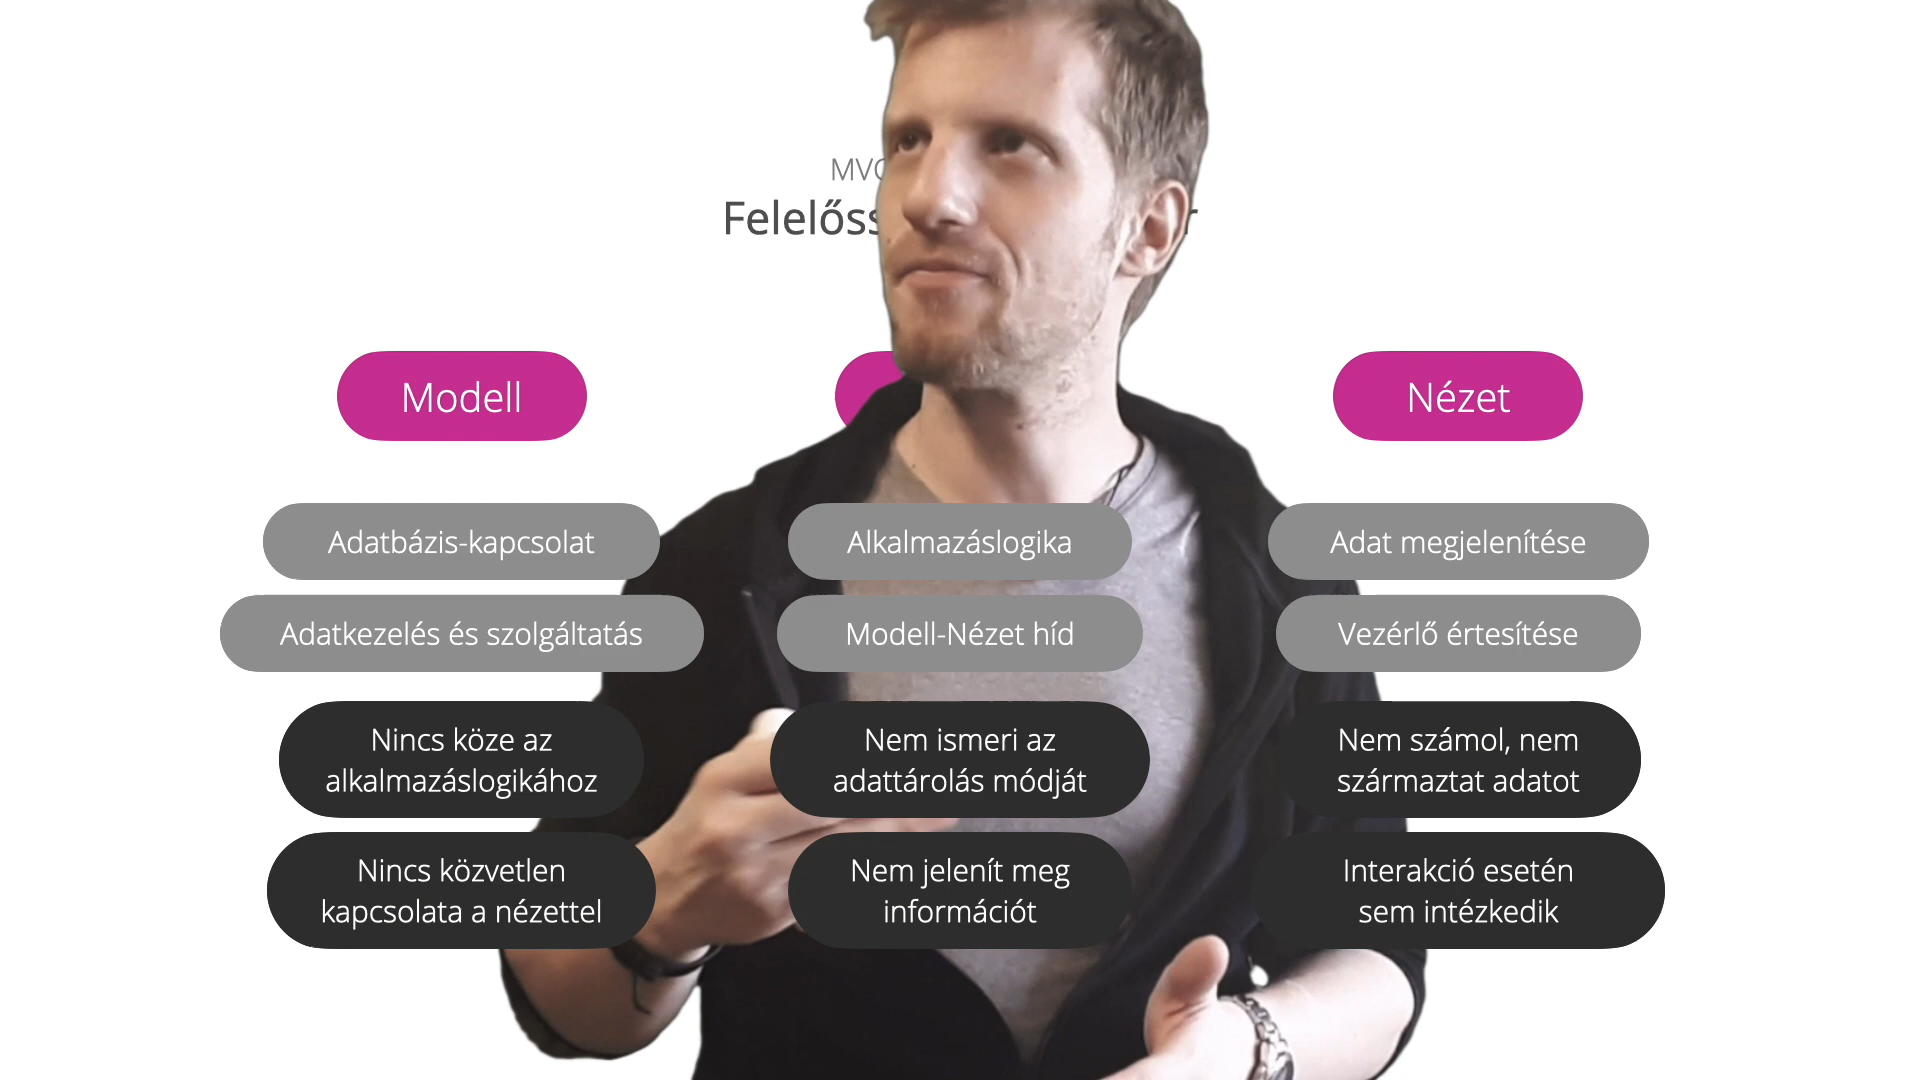 Modell
Nézet
Adatbázis-kapcsolat
Alkalmazáslogika
Adat megjelenítése
Adatkezelés és szolgáltatás
Modell-Nézet híd
Vezérlő értesítése
Nincs köze az
alkalmazáslogikához
Nem ismeri az
adattárolás módját
Nem számol, nem
származtat adatot
Nincs közvetlen
kapcsolata a nézettel
Nem jelenít meg
információt
Interakció esetén
sem intézkedik